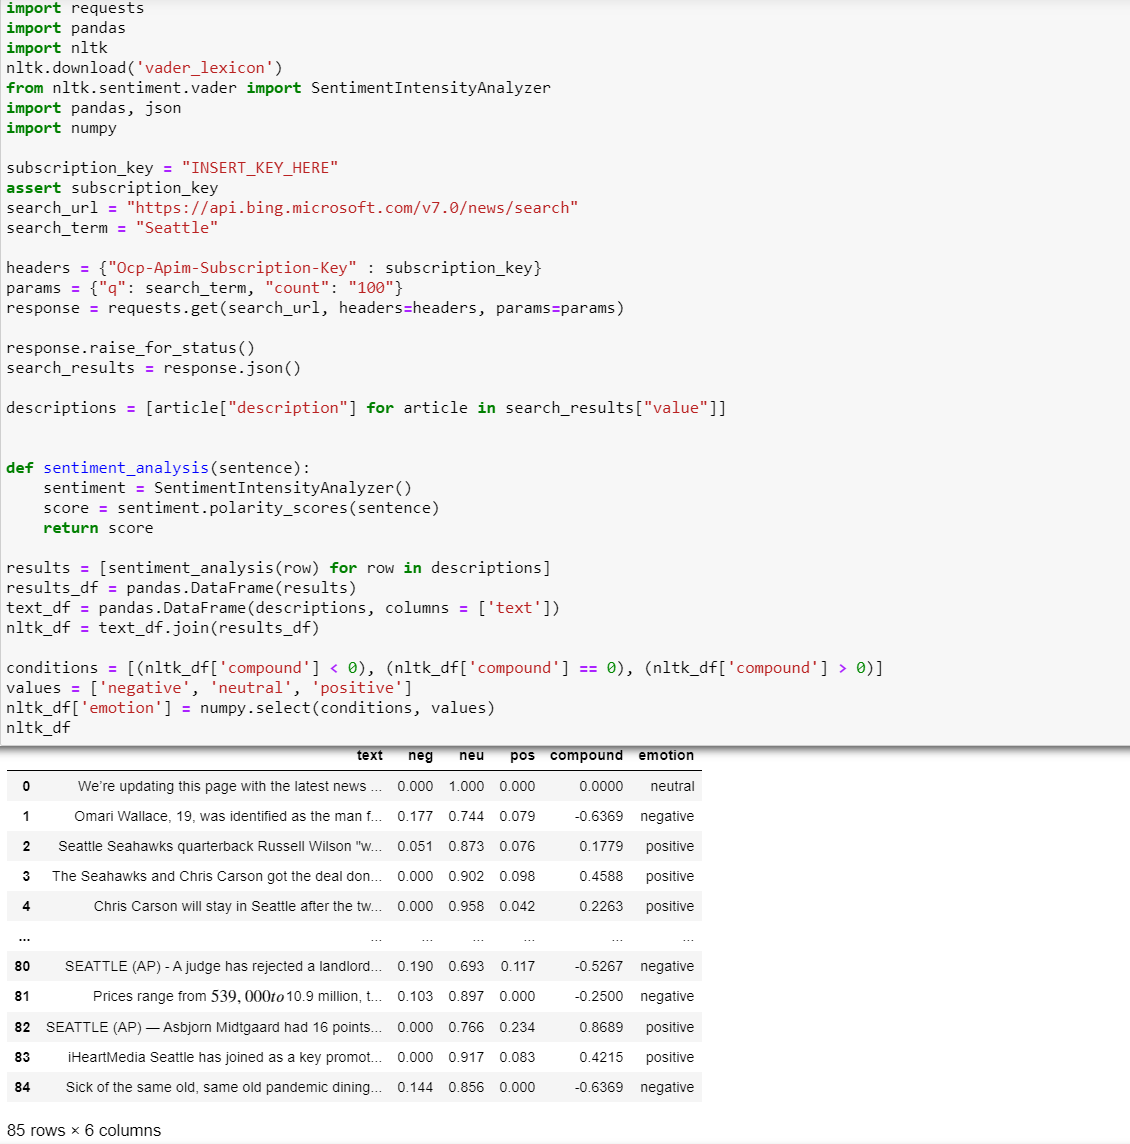 import requests
import pandas
import nltk
nltk.download('vader_lexicon')
from nltk.sentiment.vader import SentimentIntensityAnalyzer
import pandas, json
import numpy
subscription_key = "INSERT_KEY_HERE"
assert subscription_key
search_url = "https://api.bing.microsoft.com/v7.0/news/search"
search_term = "Seattle"
headers = {"Ocp-Apim-Subscription-Key" : subscription_key}
params = {"q": search_term, "count": "100"}
response = requests.get(search_url, headers=headers, params=params)
response.raise_for_status()
search_results = response.json()
descriptions = [article["description"] for article in search_results["value"]]
def sentiment_analysis(sentence):
    sentiment = SentimentIntensityAnalyzer()
    score = sentiment.polarity_scores(sentence)
    return score
results = [sentiment_analysis(row) for row in descriptions]
results_df = pandas.DataFrame(results)
text_df = pandas.DataFrame(descriptions, columns = ['text'])
nltk_df = text_df.join(results_df)
conditions = [(nltk_df['compound'] < 0), (nltk_df['compound'] == 0), (nltk_df['compound'] > 0)]
values = ['negative', 'neutral', 'positive']
nltk_df['emotion'] = numpy.select(conditions, values)
nltk_df
text neg neu pos compound emotion
0 We're updating this page with the latest news ... 0.000 1.000 0.000 0.0000 neutral
1 Omari Wallace, 19, was identified as the man f... 0.177 0.744 0.079 -0.6369 negative
2 Seattle Seahawks quarterback Russell Wilson "w... 0.051 0.873 0.076 0.1779 positive
3 The Seahawks and Chris Carson got the deal don... 0.000 0.902 0.098 0.4588 positive
4 Chris Carson will stay in Seattle after the tw... 0.000 0.958 0.042 0.2263 positive
... ... ... ... ... ... ...
80 SEATTLE (AP) - A judge has rejected a landlord... 0.190 0.693 0.117 -0.5267 negative
81 Prices range from 539, 000to10.9 million, t... 0.103 0.897 0.000 -0.2500 negative
82 SEATTLE (AP) — Asbjorn Midtgaard had 16 points... 0.000 0.766 0.234 0.8689 positive
83 iHeartMedia Seattle has joined as a key promot... 0.000 0.917 0.083 0.4215 positive
84 Sick of the same old, same old pandemic dining... 0.144 0.856 0.000 -0.6369 negative
85 rows × 6 columns